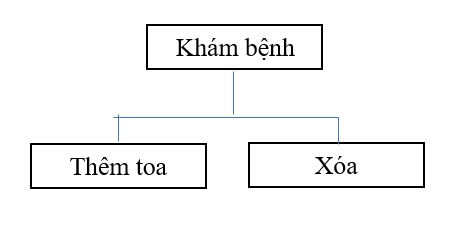 Khám bệnh
Thêm toa
Xóa